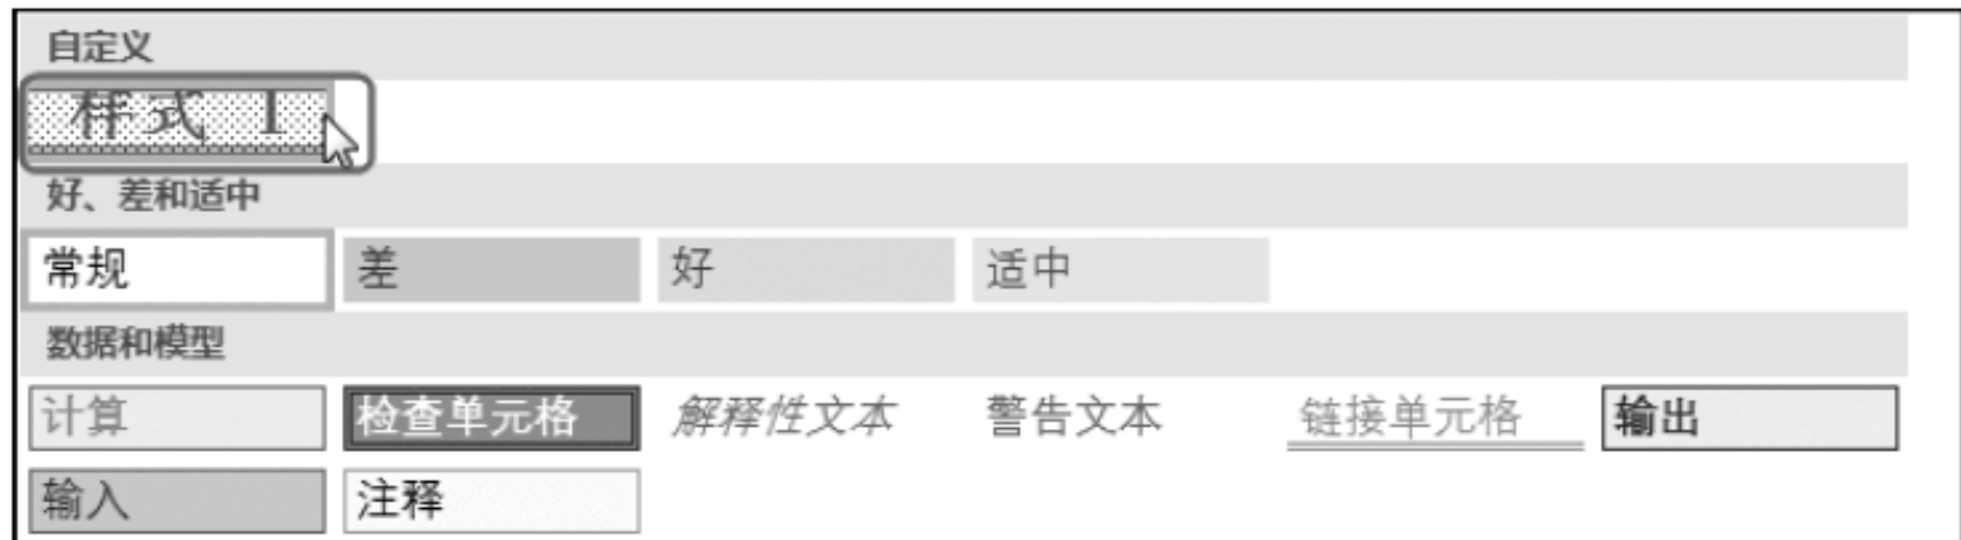 自定义
样式 1
好、差和适中
常规 差 好 适中
数据和模型
计算 检查单元格 解释性文本 警告文本 链接单元格 输出
输入 注释